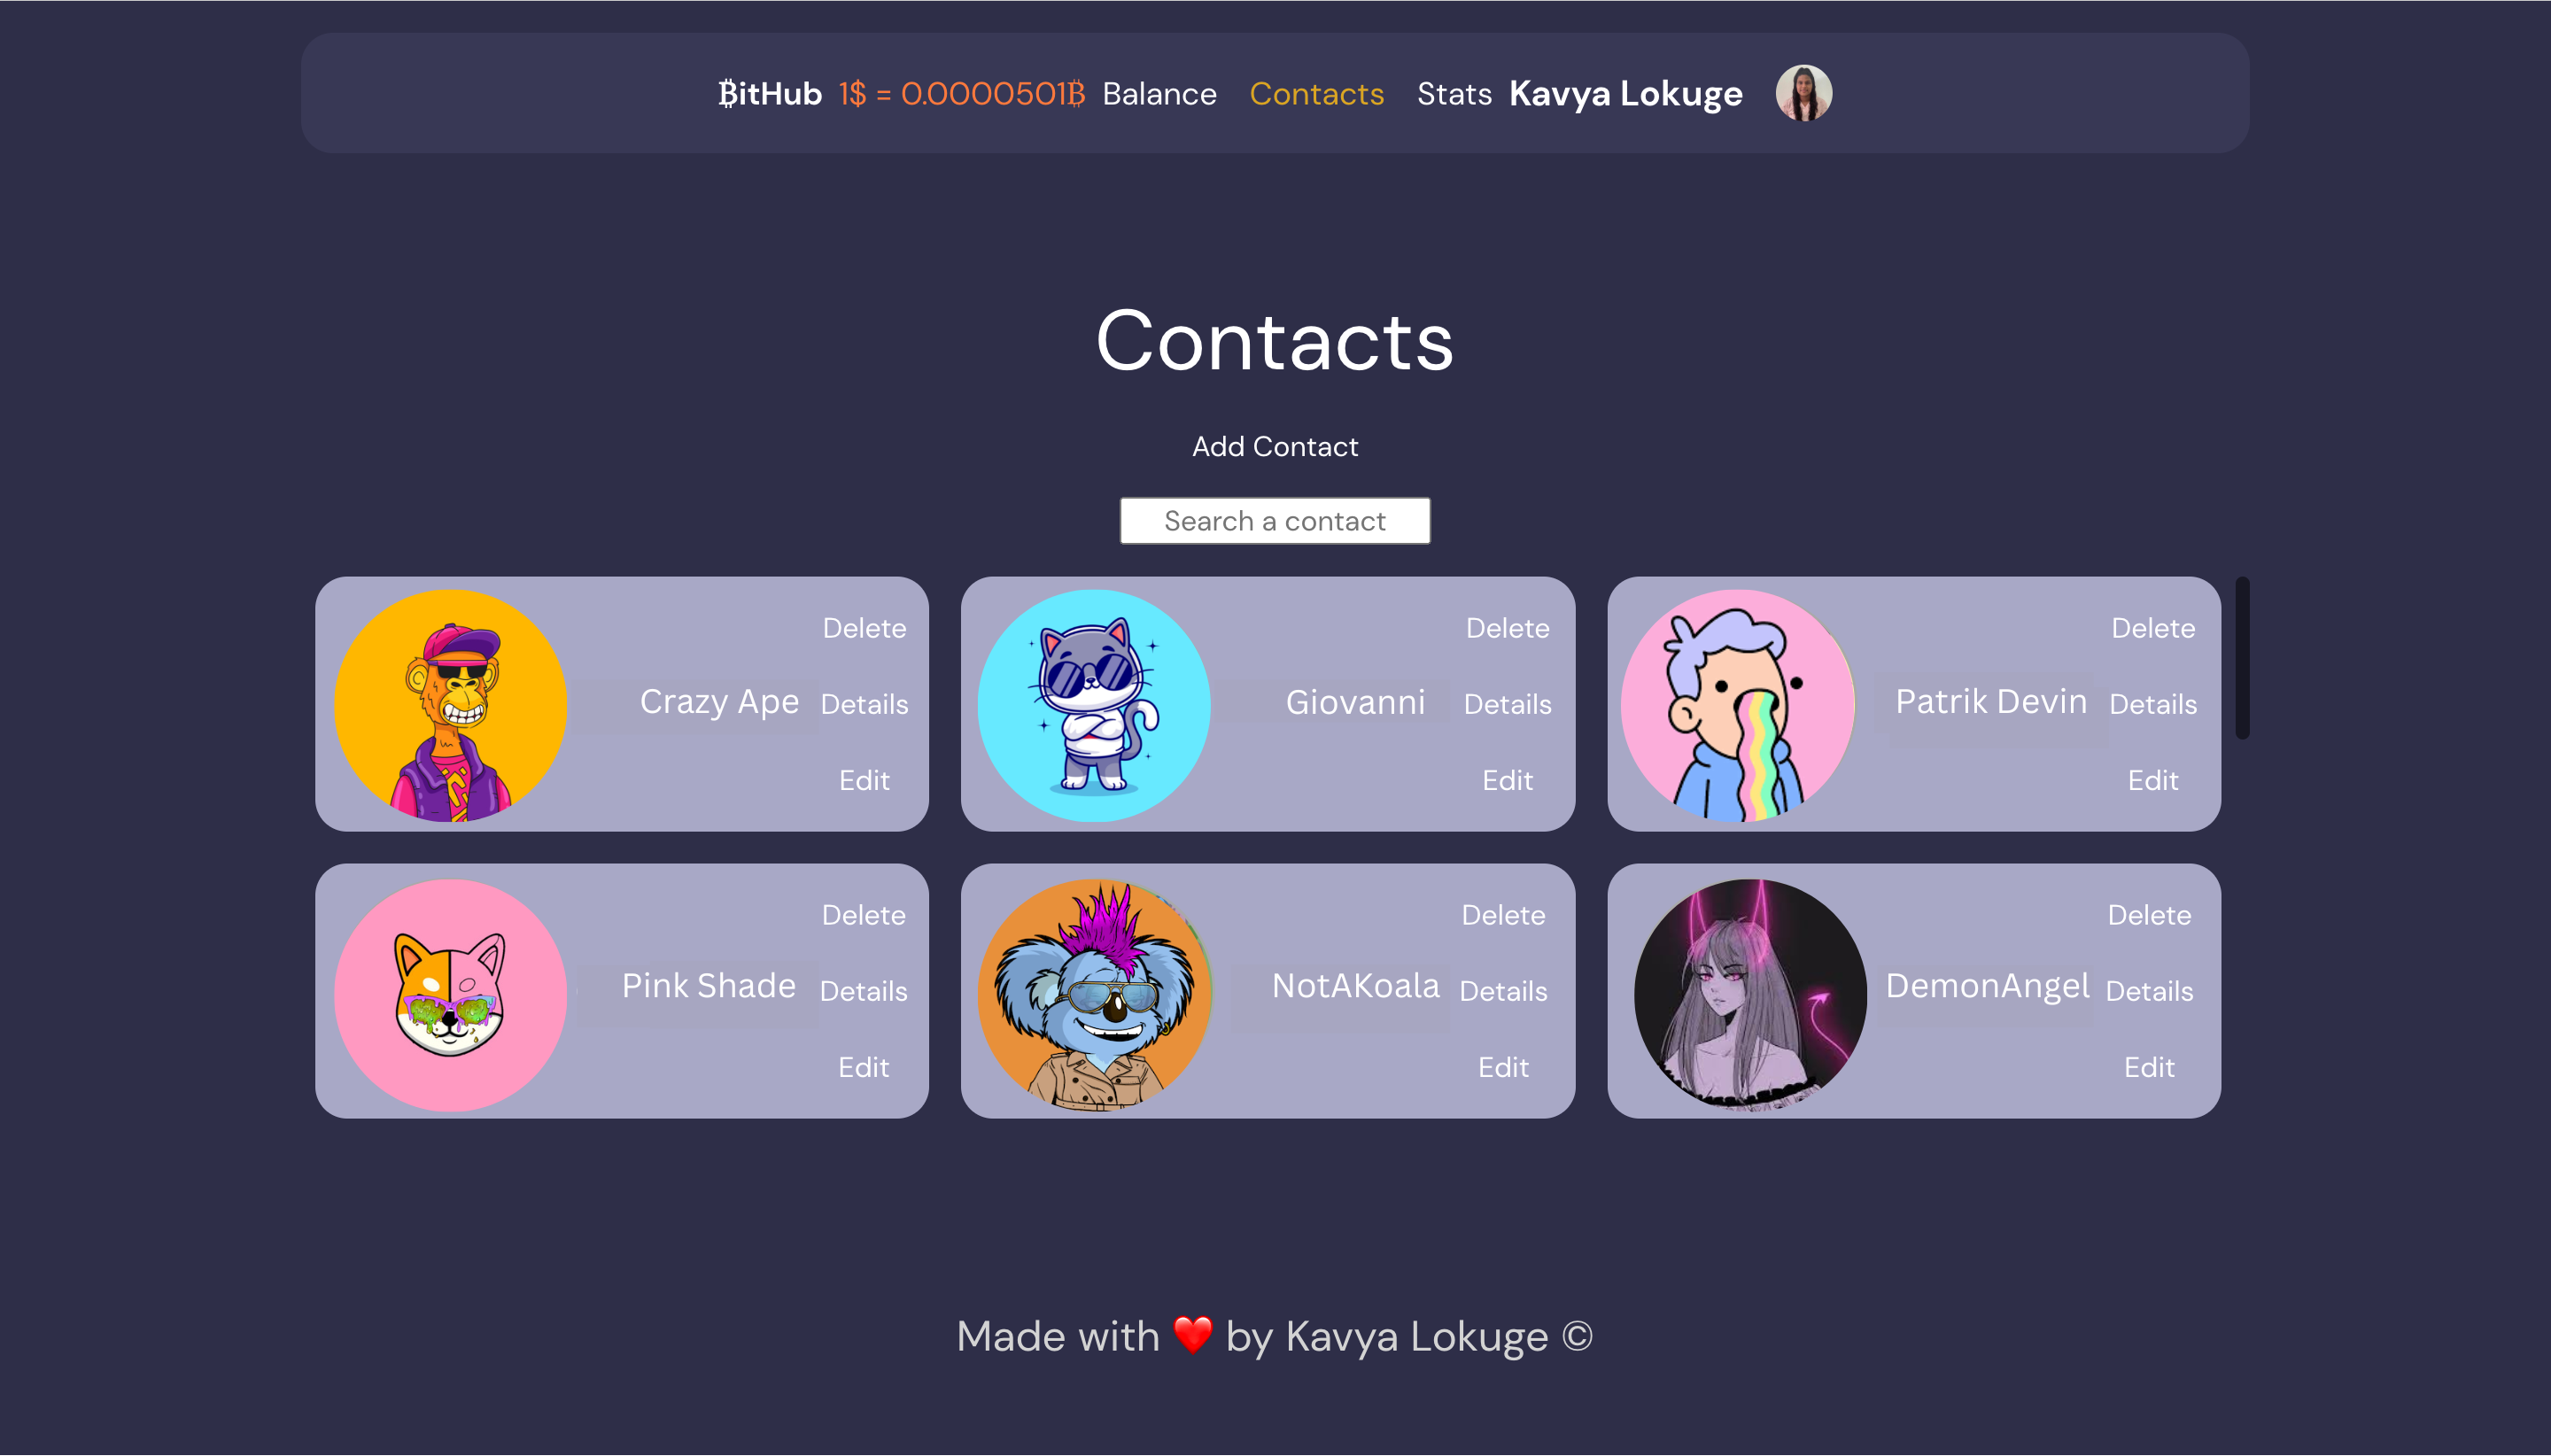 ₿itHub 1$ = 0.0000501₿ Balance Contacts Stats Kavya Lokuge
Contacts
Add Contact
Search a contact
Crazy Ape
Delete
Details
Edit
Giovanni
Delete
Details
Edit
Patrik Devin
Delete
Details
Edit
Pink Shade
Delete
Details
Edit
NotAKoala
Delete
Details
Edit
DemonAngel
Delete
Details
Edit
Made with ❤️ by Kavya Lokuge ©